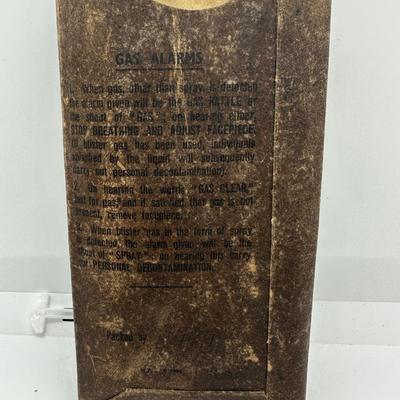 GAS ALARMS
1. When gas, other than spray, is detected
the alarm given will be the GAS RATTLE or
the shout of "GAS"; on hearing either,
STOP BREATHING AND ADJUST FACEPIECE.
(If blister gas has been used, individuals
splashed by the liquid will subsequently
carry out personal decontamination).
2. On hearing the words "GAS CLEAR,"
test for gas, and if satisfied that gas is not
present, remove facepiece.
3. When blister gas in the form of spray
is detected, the alarm given will be the
shout of "SPRAY"; on hearing this carry
out PERSONAL DECONTAMINATION.
Packed by